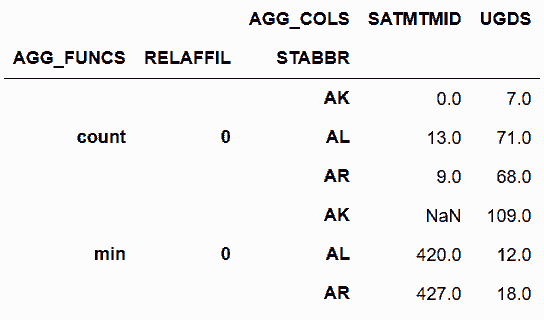 AGG_COLS SATMTMID UGDS
AGG_FUNCS RELAFFIL STABBR
AK 0.0 7.0
count 0 AL 13.0 71.0
AR 9.0 68.0
AK NaN 109.0
min 0 AL 420.0 12.0
AR 427.0 18.0